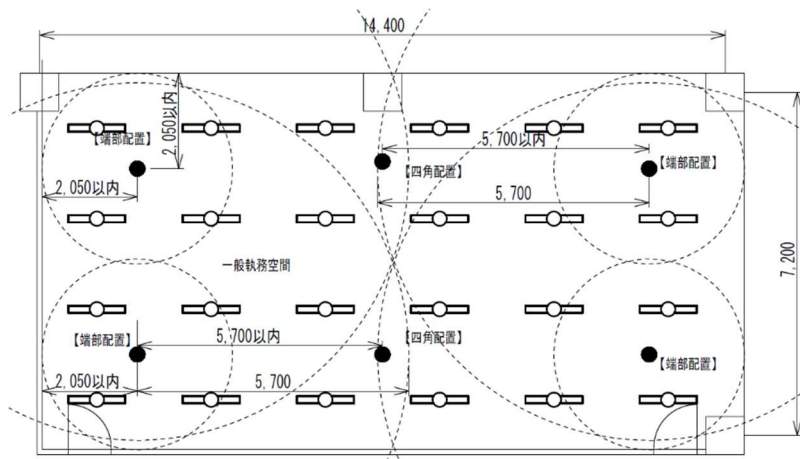 14,400
2,050以内
【端部配置】
5,700以内
【四角配置】
【端部配置】
2,050以内
5,700
7,200
一般執務空間
【端部配置】
5,700以内
【四角配置】
【端部配置】
2,050以内
5,700